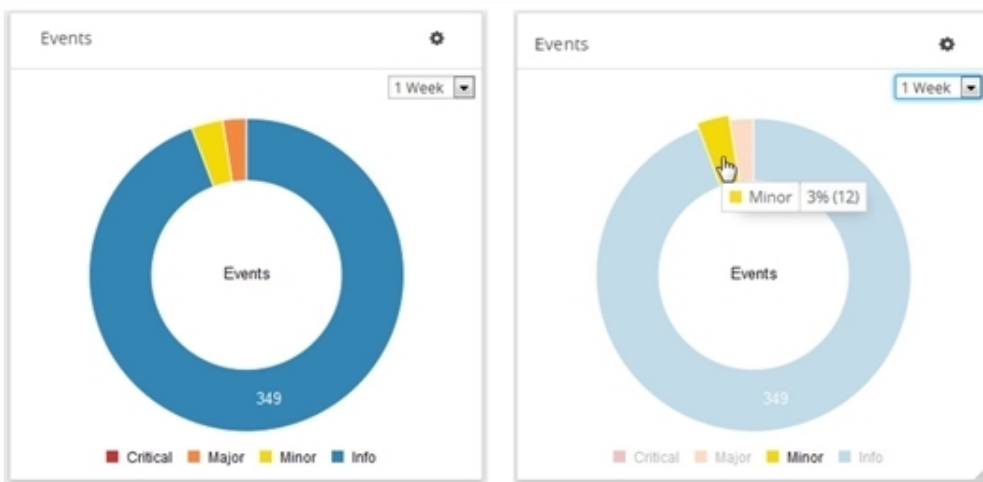 Events
1 Week
Events
349
Critical Major Minor Info
Events
1 Week
Minor 3% (12)
Events
349
Critical Major Minor Info